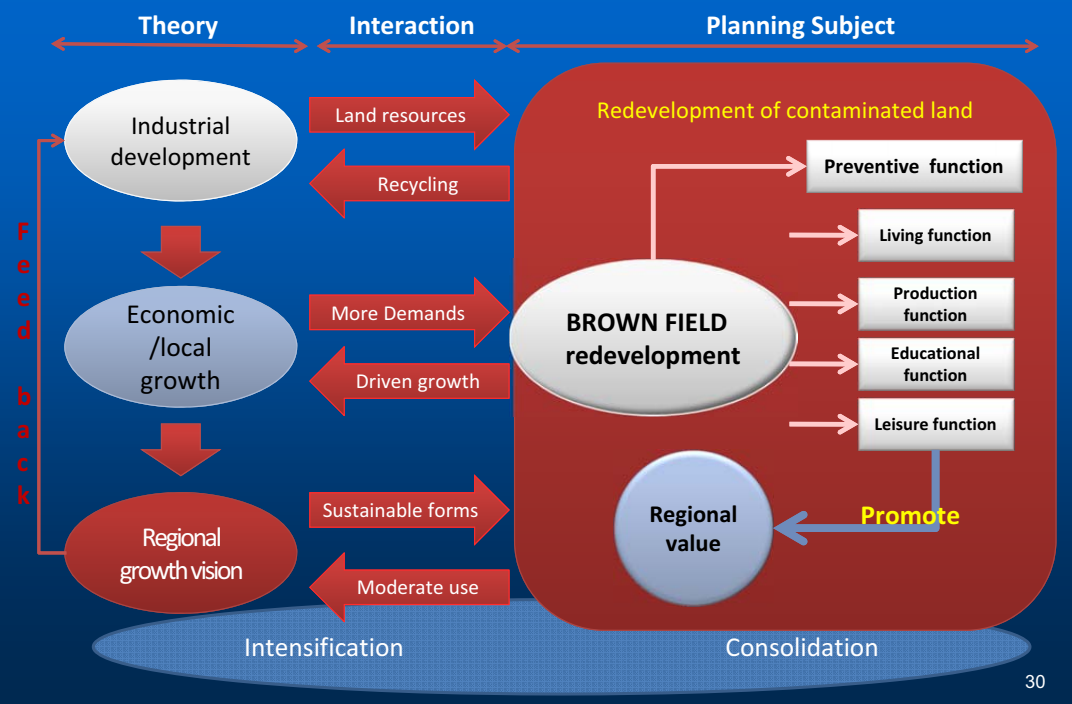 Theory
Interaction
Planning Subject
Industrial
development
Land resources
Recycling
Redevelopment of contaminated land
Preventive function
Living function
Production
function
Educational
function
Leisure function
Feed back
Economic
/local
growth
More Demands
Driven growth
BROWN FIELD
redevelopment
Regional
growth vision
Sustainable forms
Moderate use
Regional
value
Promote
Intensification
Consolidation
30